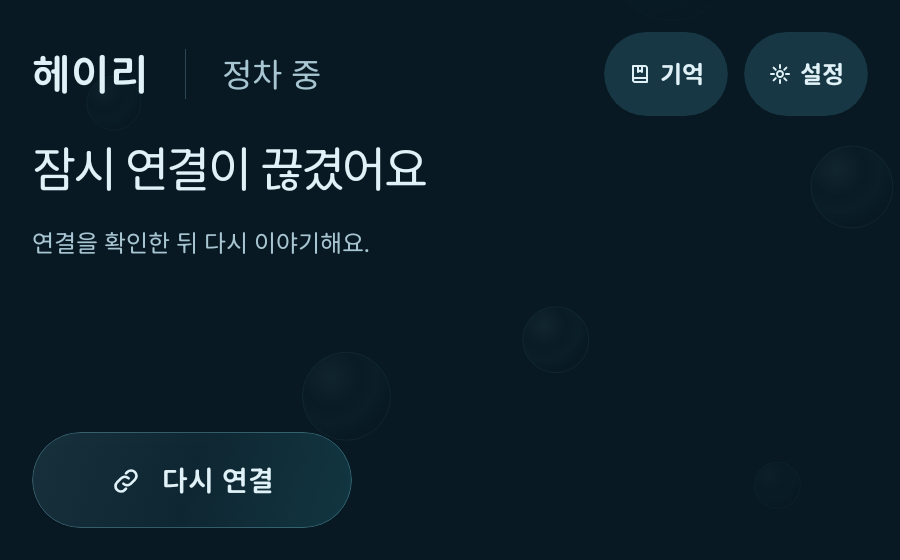 헤이리 정차 중 기억 설정
잠시 연결이 끊겼어요
연결을 확인한 뒤 다시 이야기해요.
다시 연결